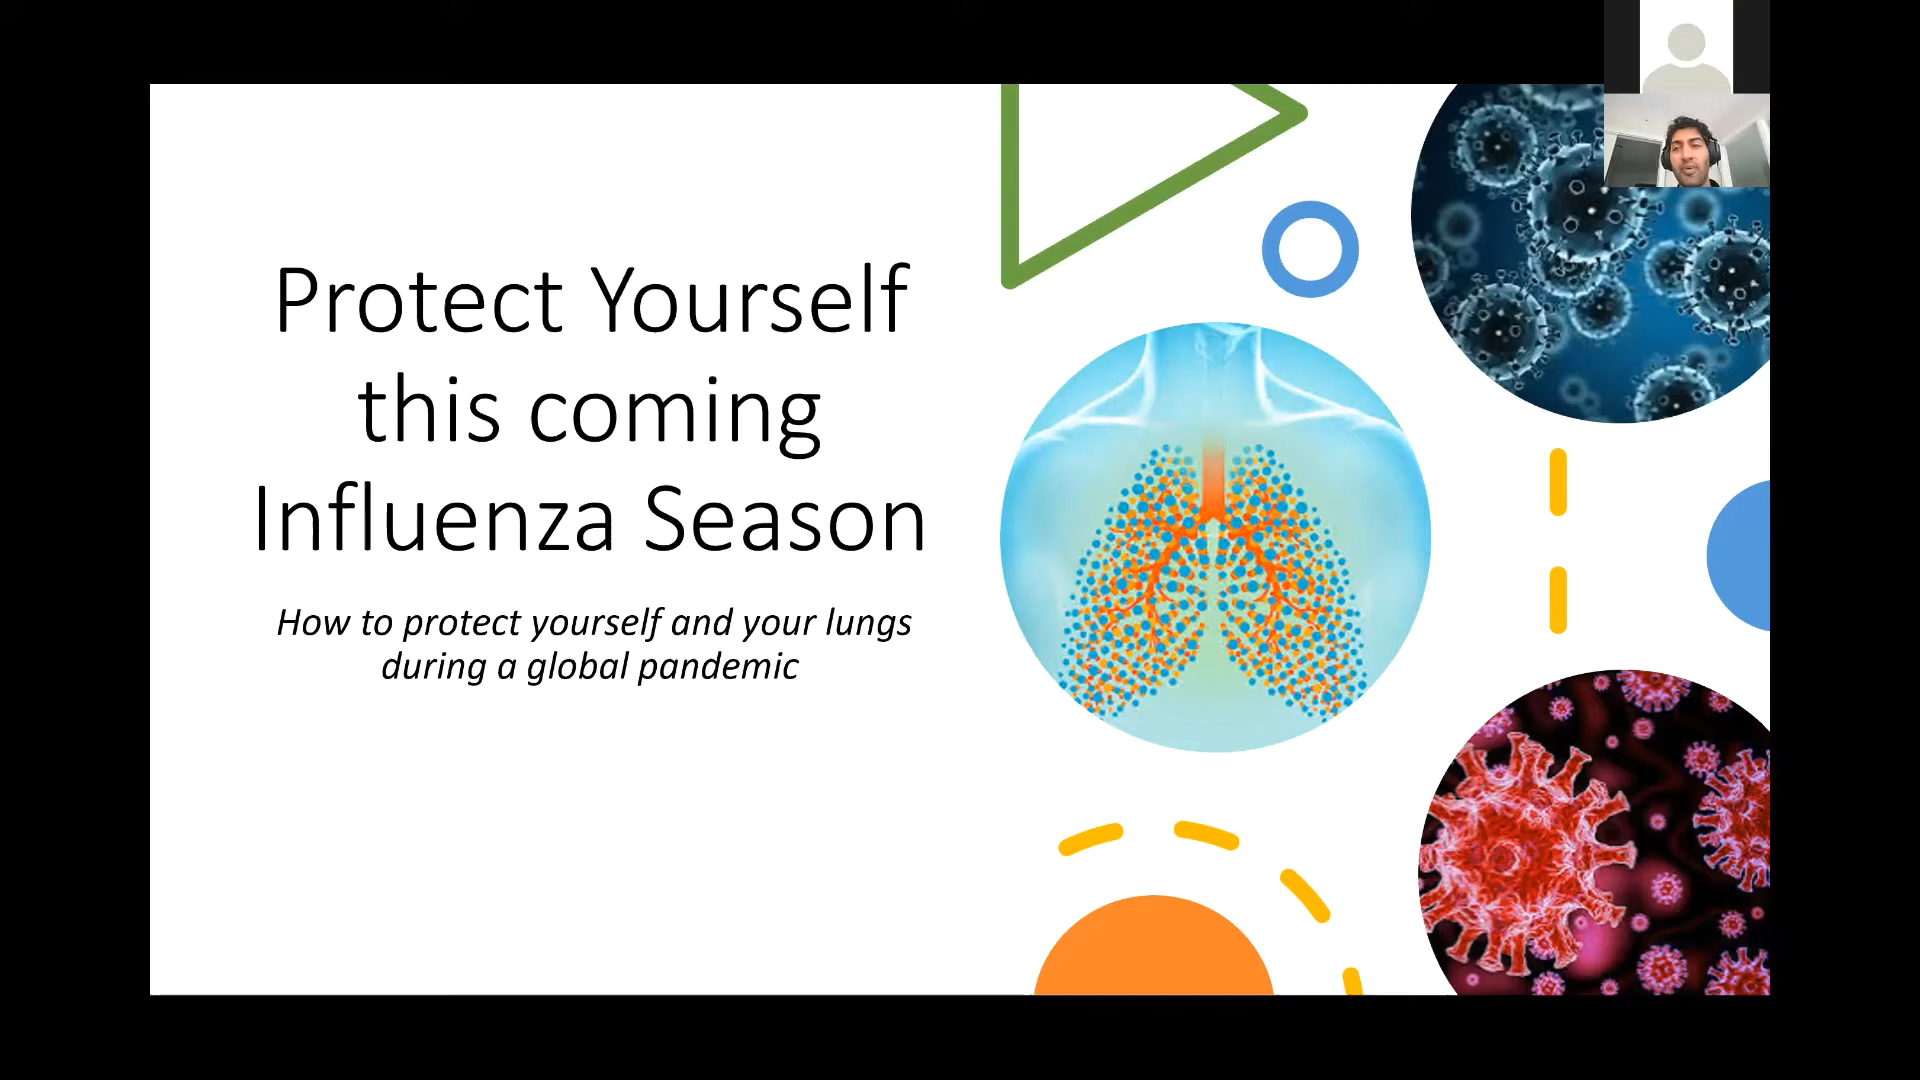 Protect Yourself
this coming
Influenza Season
How to protect yourself and your lungs
during a global pandemic